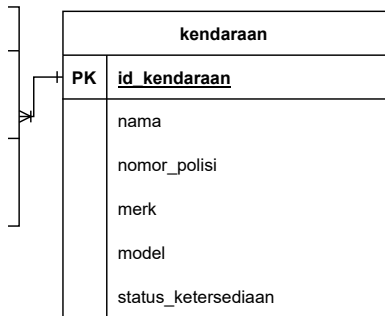 kendaraan
PK id_kendaraan
nama
nomor_polisi
merk
model
status_ketersediaan